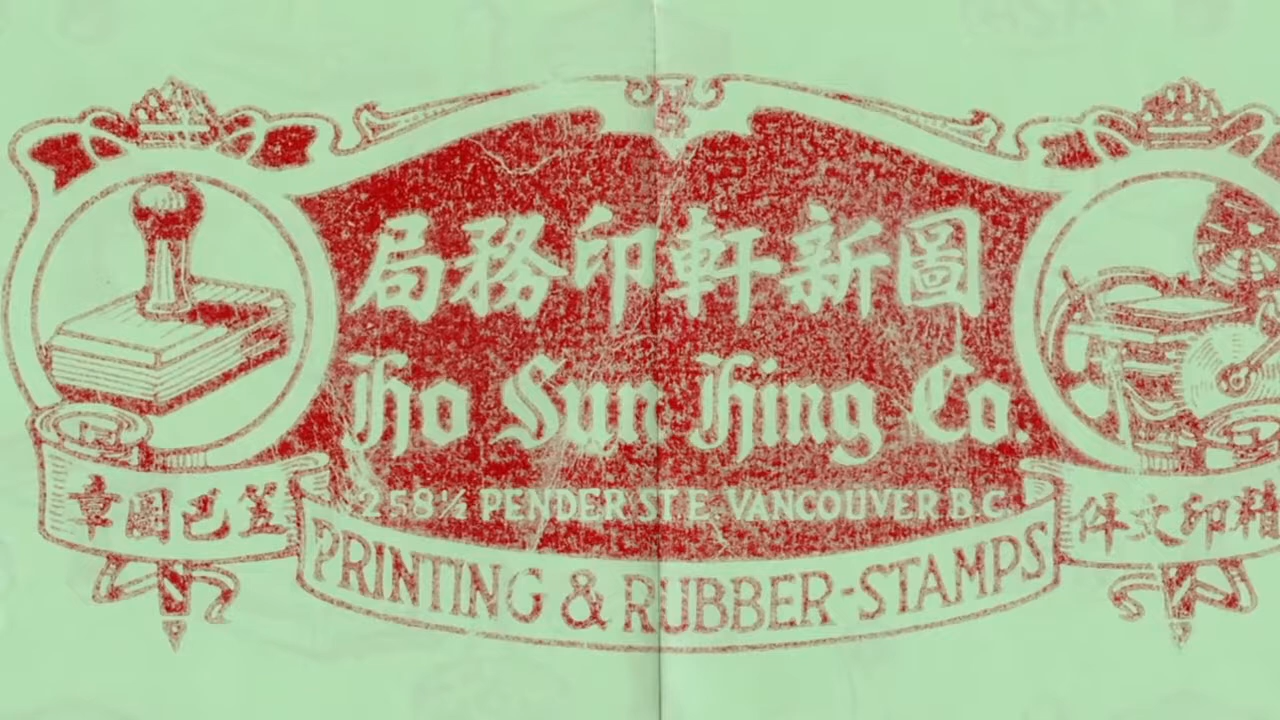 圖新軒印務局
Ho Sun Hing Co.
258½ PENDER ST E. VANCOUVER B.C.
PRINTING & RUBBER-STAMPS
笠巴圖章
印文件